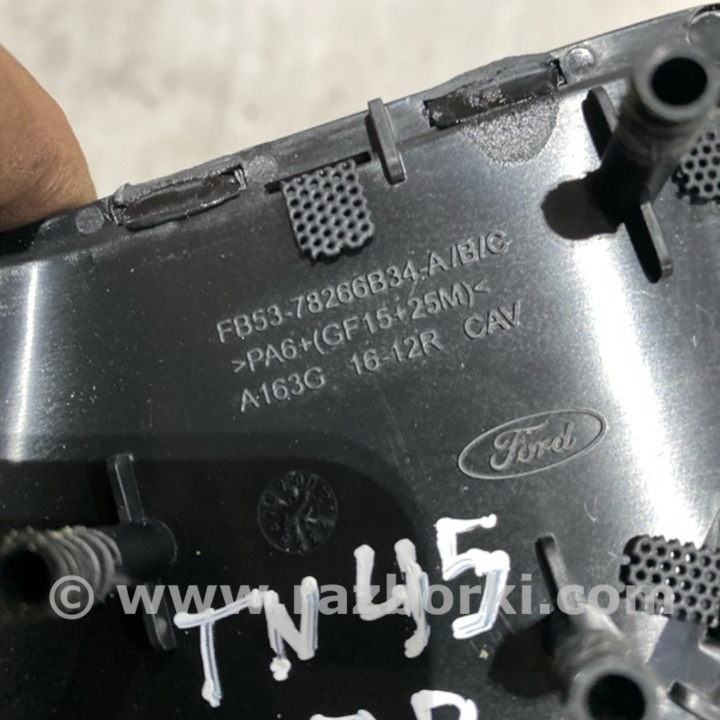 FB53-78266B34-A/B/C
>PA6+(GF15+25M)<
A163G 16-12R CAV
Ford
© www.razborki.com
TN45